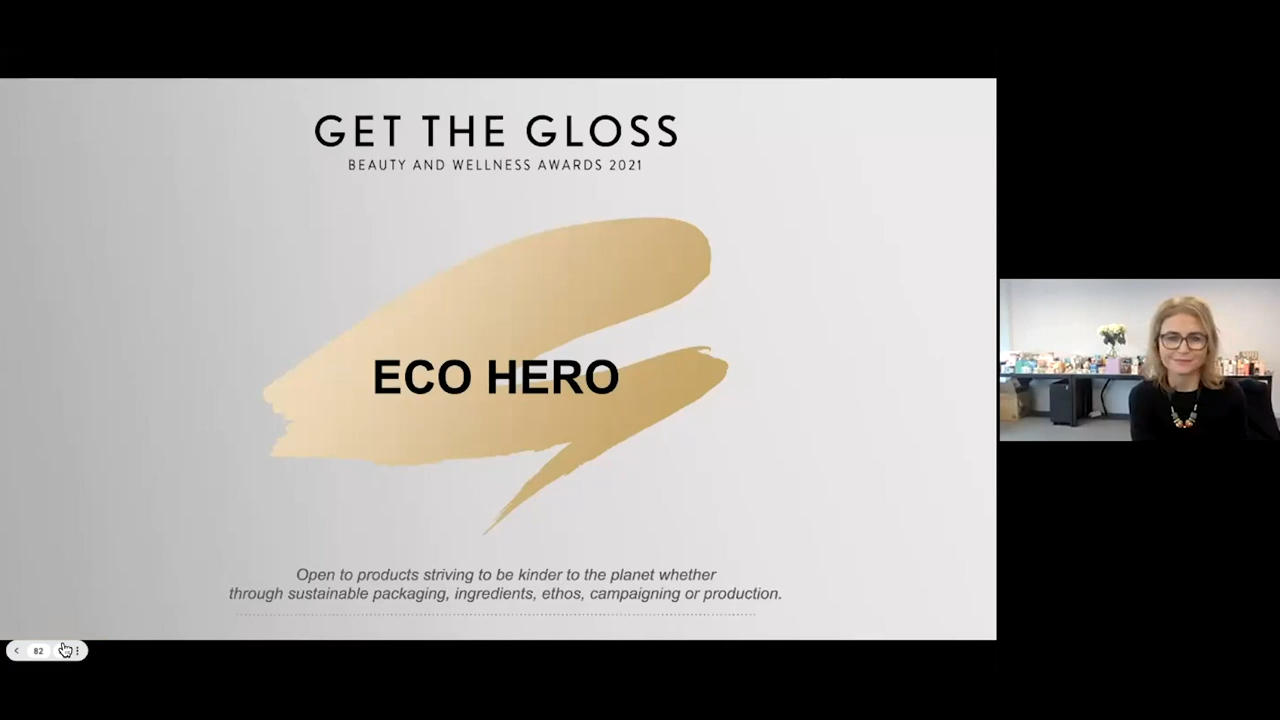 GET THE GLOSS
BEAUTY AND WELLNESS AWARDS 2021
ECO HERO
Open to products striving to be kinder to the planet whether
through sustainable packaging, ingredients, ethos, campaigning or production.
82